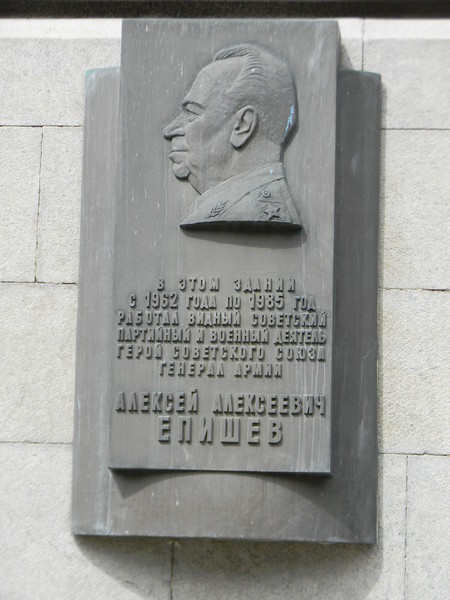 В ЭТОМ ЗДАНИИ
С 1962 ГОДА ПО 1985 ГОД
РАБОТАЛ ВИДНЫЙ СОВЕТСКИЙ
ПАРТИЙНЫЙ И ВОЕННЫЙ ДЕЯТЕЛЬ
ГЕРОЙ СОВЕТСКОГО СОЮЗА
ГЕНЕРАЛ АРМИИ
АЛЕКСЕЙ АЛЕКСЕЕВИЧ
ЕПИШЕВ